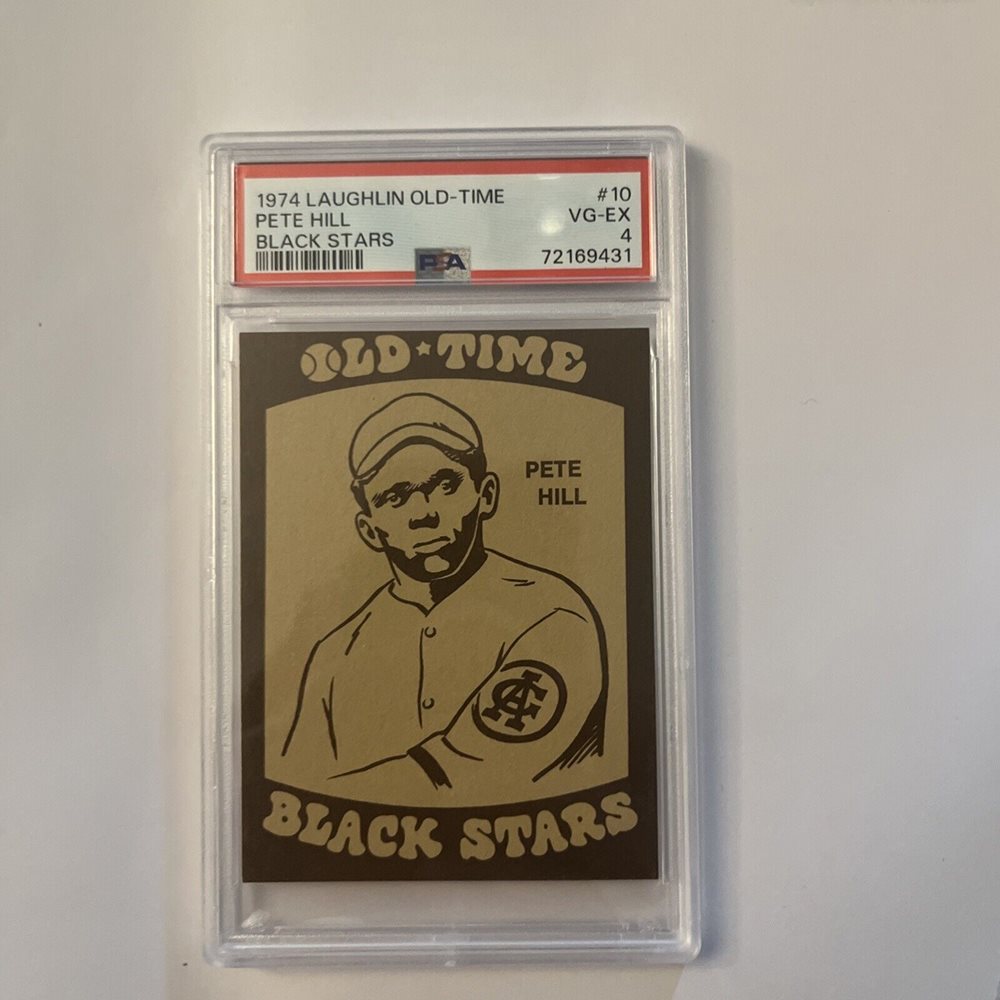 1974 LAUGHLIN OLD-TIME #10
PETE HILL VG-EX
BLACK STARS 4
PSA 72169431
OLD★TIME
PETE
HILL
CAG
BLACK STARS